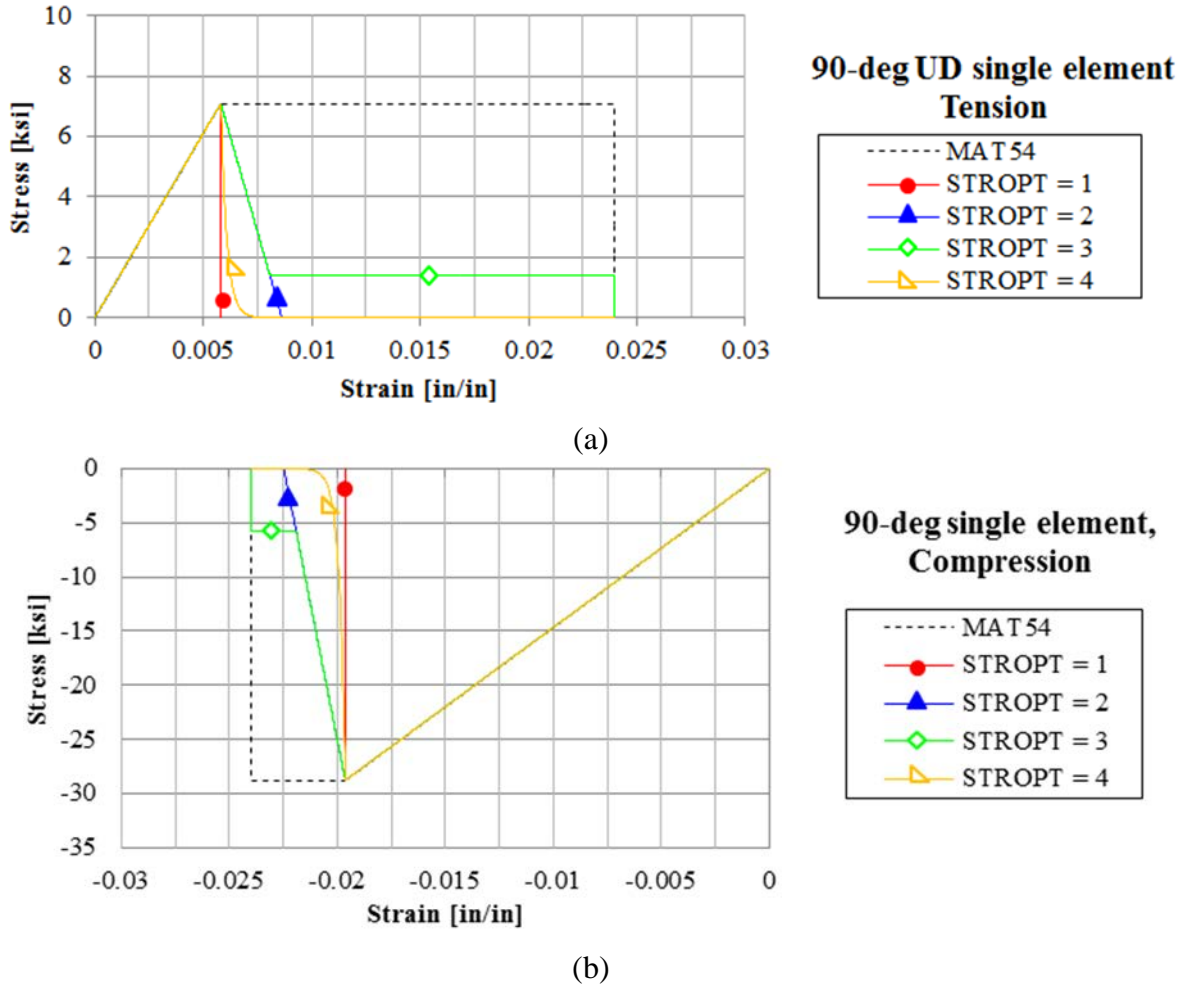 10
8
6
4
2
0
Stress [ksi]
0 0.005 0.01 0.015 0.02 0.025 0.03
Strain [in/in]
90-deg UD single element
Tension
MAT54
STROPT = 1
STROPT = 2
STROPT = 3
STROPT = 4
(a)
0
-5
-10
-15
-20
-25
-30
-35
Stress [ksi]
-0.03 -0.025 -0.02 -0.015 -0.01 -0.005 0
Strain [in/in]
90-deg single element,
Compression
MAT54
STROPT = 1
STROPT = 2
STROPT = 3
STROPT = 4
(b)